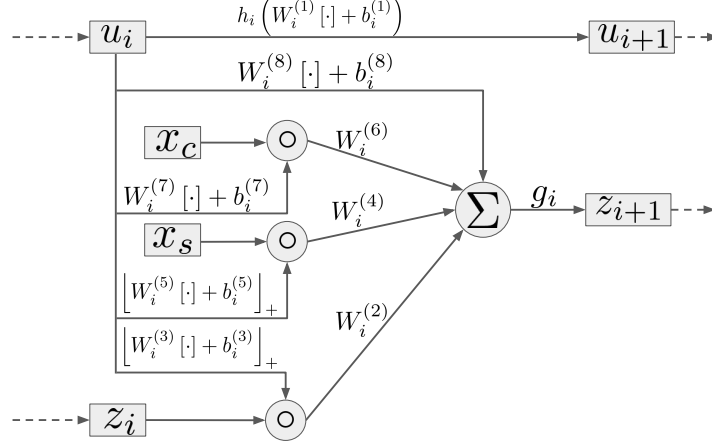 u_i h_i(W_i^{(1)}[·]+b_i^{(1)}) u_{i+1}
W_i^{(8)}[·]+b_i^{(8)}
x_c ∘ W_i^{(6)}
W_i^{(7)}[·]+b_i^{(7)} W_i^{(4)} Σ g_i z_{i+1}
x_s ∘
⌊W_i^{(5)}[·]+b_i^{(5)}⌋_+
⌊W_i^{(3)}[·]+b_i^{(3)}⌋_+ W_i^{(2)}
z_i ∘